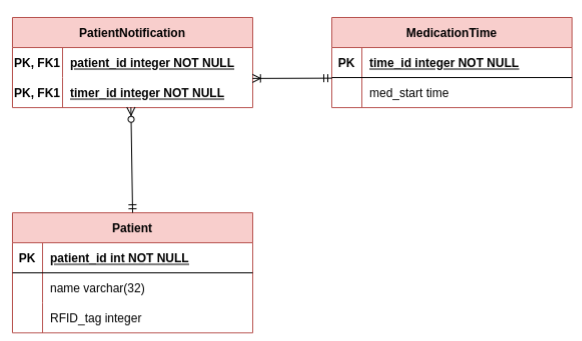 PatientNotification
PK, FK1 patient_id integer NOT NULL
PK, FK1 timer_id integer NOT NULL
MedicationTime
PK time_id integer NOT NULL
med_start time
Patient
PK patient_id int NOT NULL
name varchar(32)
RFID_tag integer